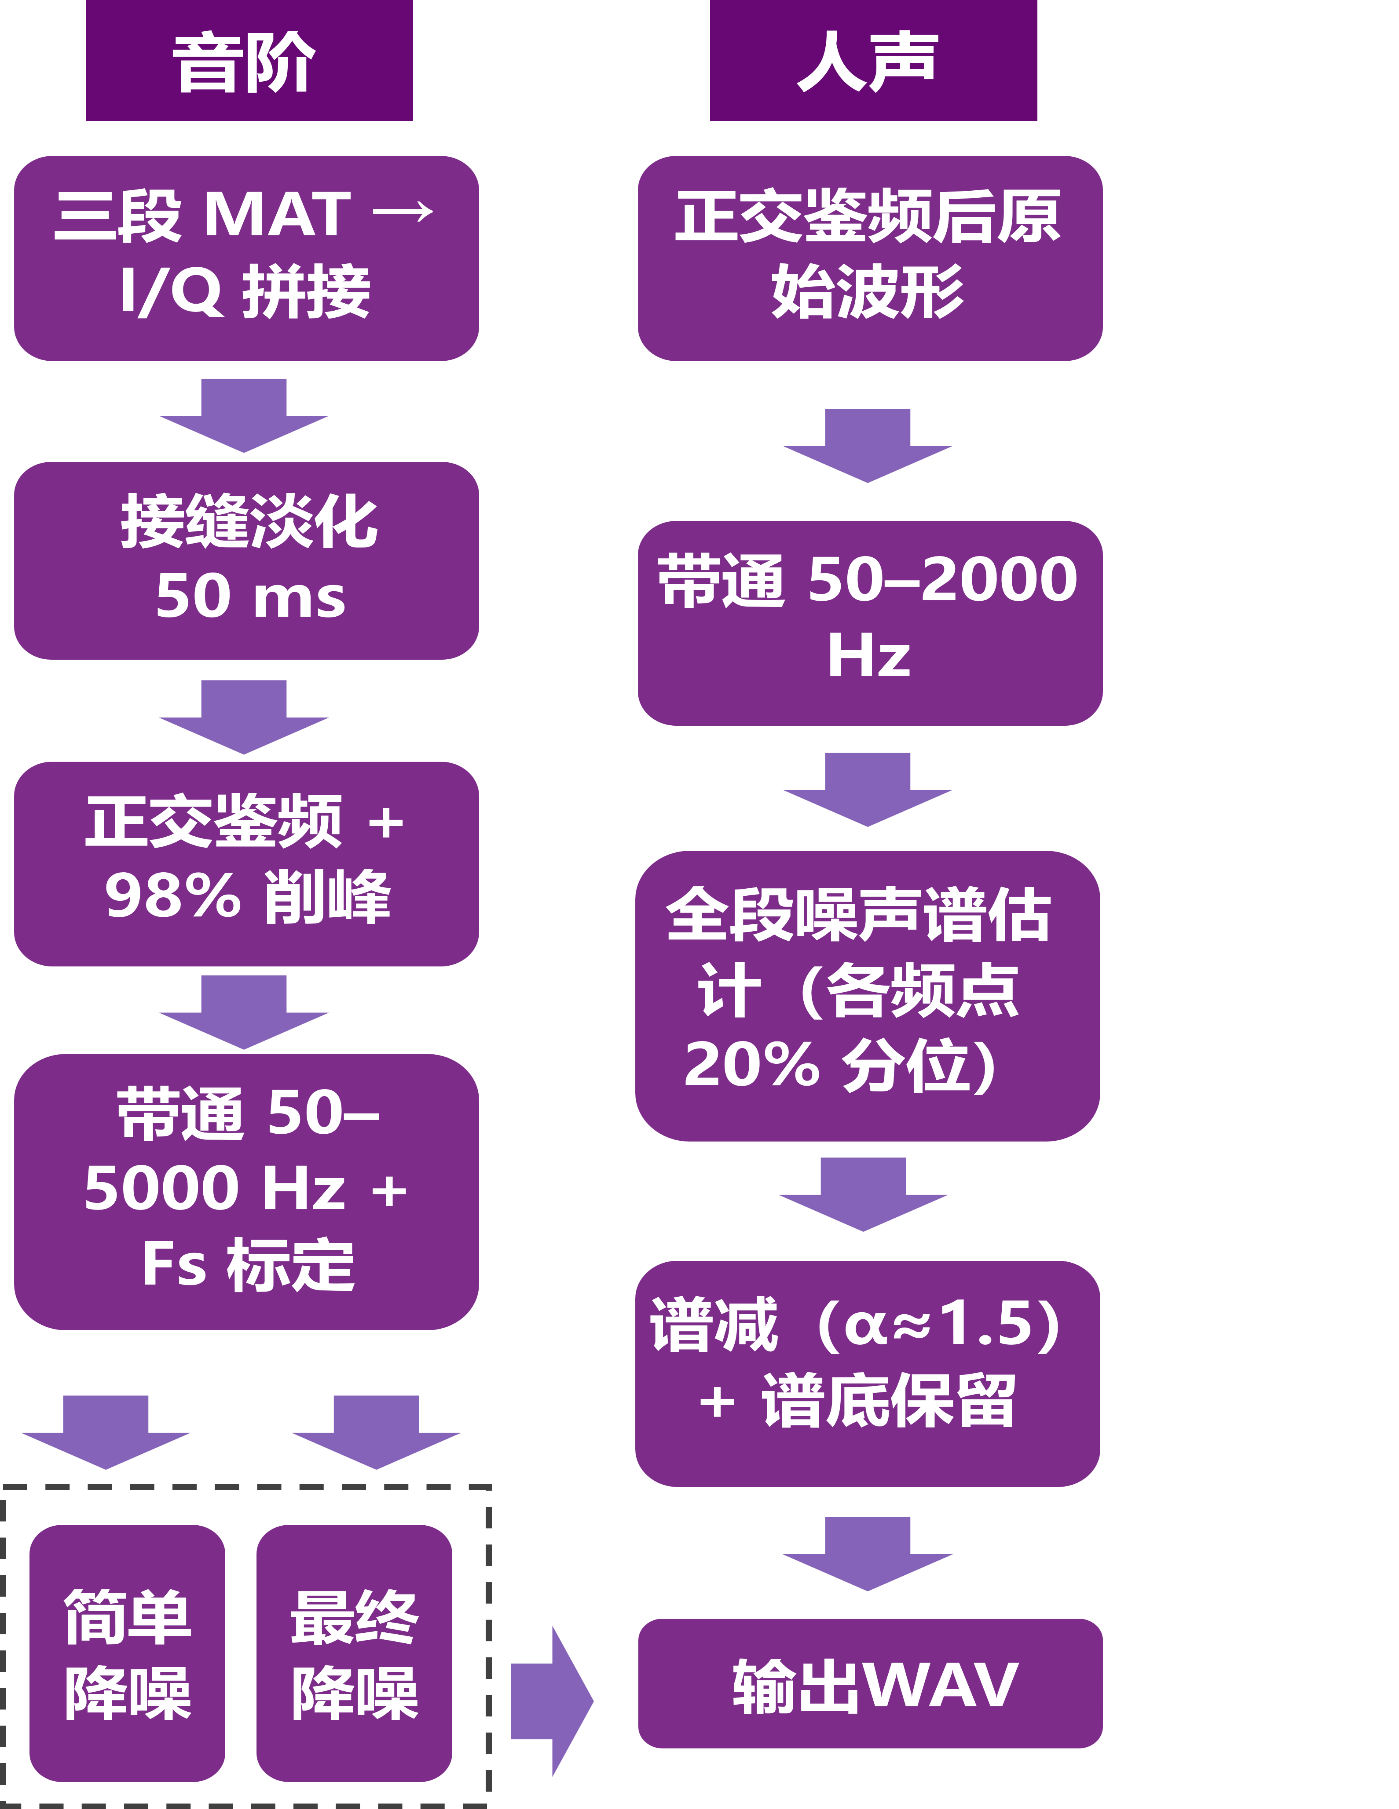 音阶
三段 MAT →
I/Q 拼接
接缝淡化
50 ms
正交鉴频 +
98% 削峰
带通 50–
5000 Hz +
Fs 标定
简单
降噪
最终
降噪
人声
正交鉴频后原
始波形
带通 50–2000
Hz
全段噪声谱估
计（各频点
20% 分位）
谱减（α≈1.5）
+ 谱底保留
输出WAV